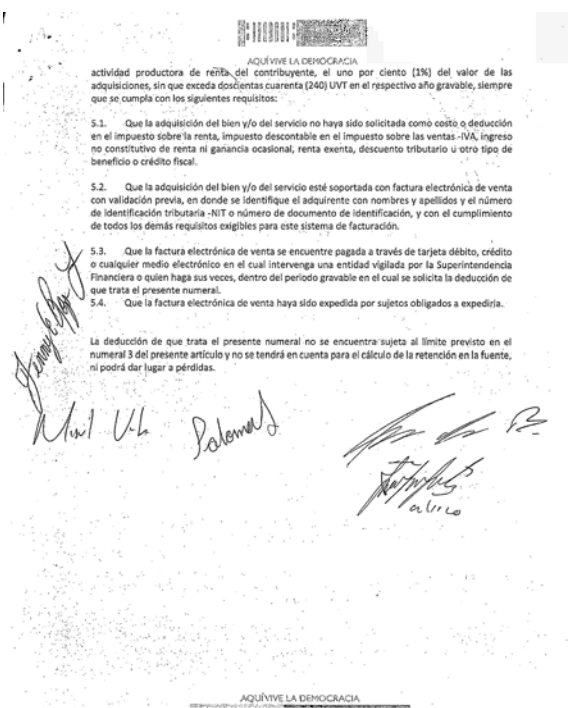 AQUÍVIVE LA DEMOCRACIA
actividad productora de renta del contribuyente, el uno por ciento (1%) del valor de las
adquisiciones, sin que exceda doscientas cuarenta (240) UVT en el respectivo año gravable, siempre
que se cumpla con los siguientes requisitos:
5.1. Que la adquisición del bien y/o del servicio no haya sido solicitada como costo o deducción
en el impuesto sobre la renta, impuesto descontable en el impuesto sobre las ventas -IVA, ingreso
no constitutivo de renta ni ganancia ocasional, renta exenta, descuento tributario u otro tipo de
beneficio o crédito fiscal.
5.2. Que la adquisición del bien y/o del servicio esté soportada con factura electrónica de venta
con validación previa, en donde se identifique el adquirente con nombres y apellidos y el número
de identificación tributaria -NIT o número de documento de identificación, y con el cumplimiento
de todos los demás requisitos exigibles para este sistema de facturación.
5.3. Que la factura electrónica de venta se encuentre pagada a través de tarjeta débito, crédito
o cualquier medio electrónico en el cual intervenga una entidad vigilada por la Superintendencia
Financiera o quien haga sus veces, dentro del periodo gravable en el cual se solicita la deducción de
que trata el presente numeral.
5.4. Que la factura electrónica de venta haya sido expedida por sujetos obligados a expedirla.
La deducción de que trata el presente numeral no se encuentra sujeta al límite previsto en el
numeral 3 del presente artículo y no se tendrá en cuenta para el cálculo de la retención en la fuente,
ni podrá dar lugar a pérdidas.
AQUÍVIVE LA DEMOCRACIA